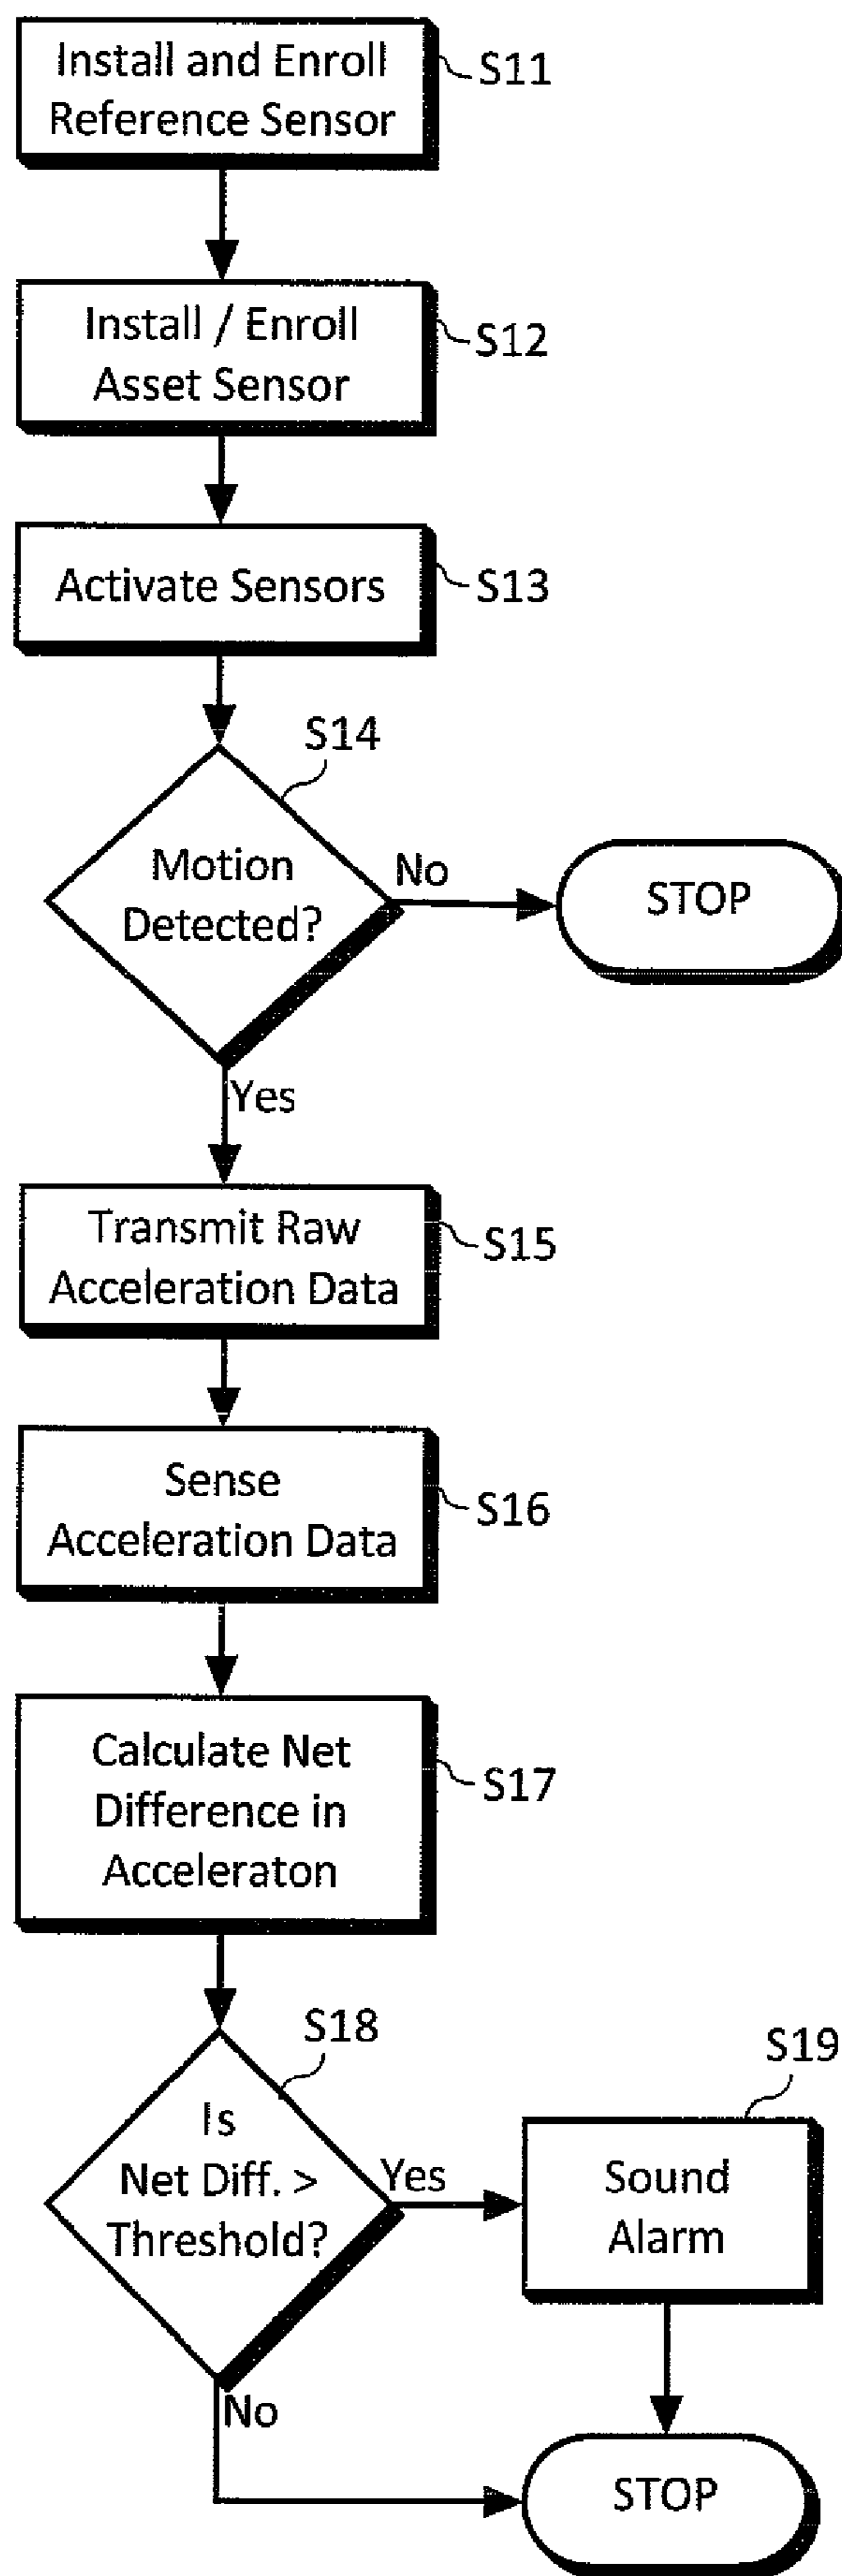 Install and Enroll
Reference Sensor
S11
Install / Enroll
Asset Sensor
S12
Activate Sensors
S13
S14
Motion
Detected?
No
STOP
Yes
Transmit Raw
Acceleration Data
S15
Sense
Acceleration Data
S16
Calculate Net
Difference in
Acceleraton
S17
S18
Is
Net Diff. >
Threshold?
Yes
S19
Sound
Alarm
No
STOP